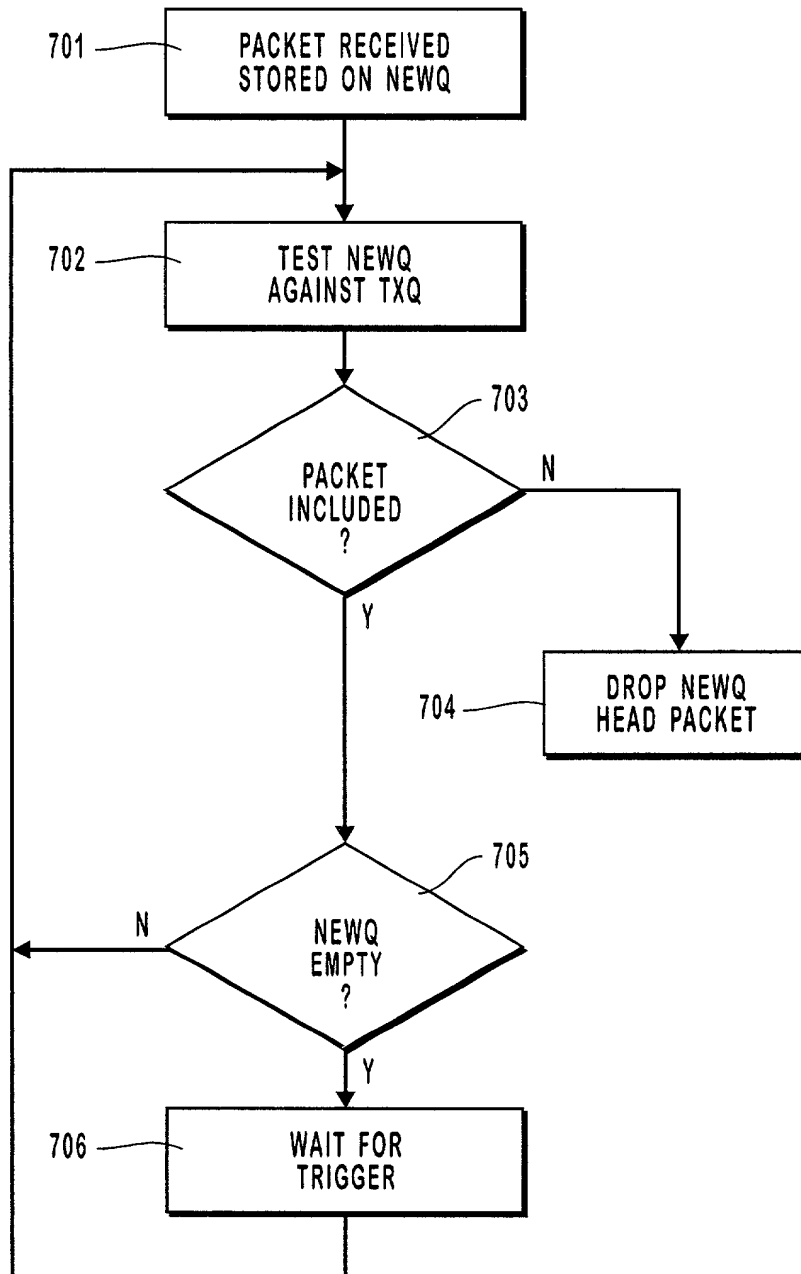 701
PACKET RECEIVED
STORED ON NEWQ
702
TEST NEWQ
AGAINST TXQ
703
PACKET
INCLUDED
?
N
Y
704
DROP NEWQ
HEAD PACKET
705
N
NEWQ
EMPTY
?
Y
706
WAIT FOR
TRIGGER